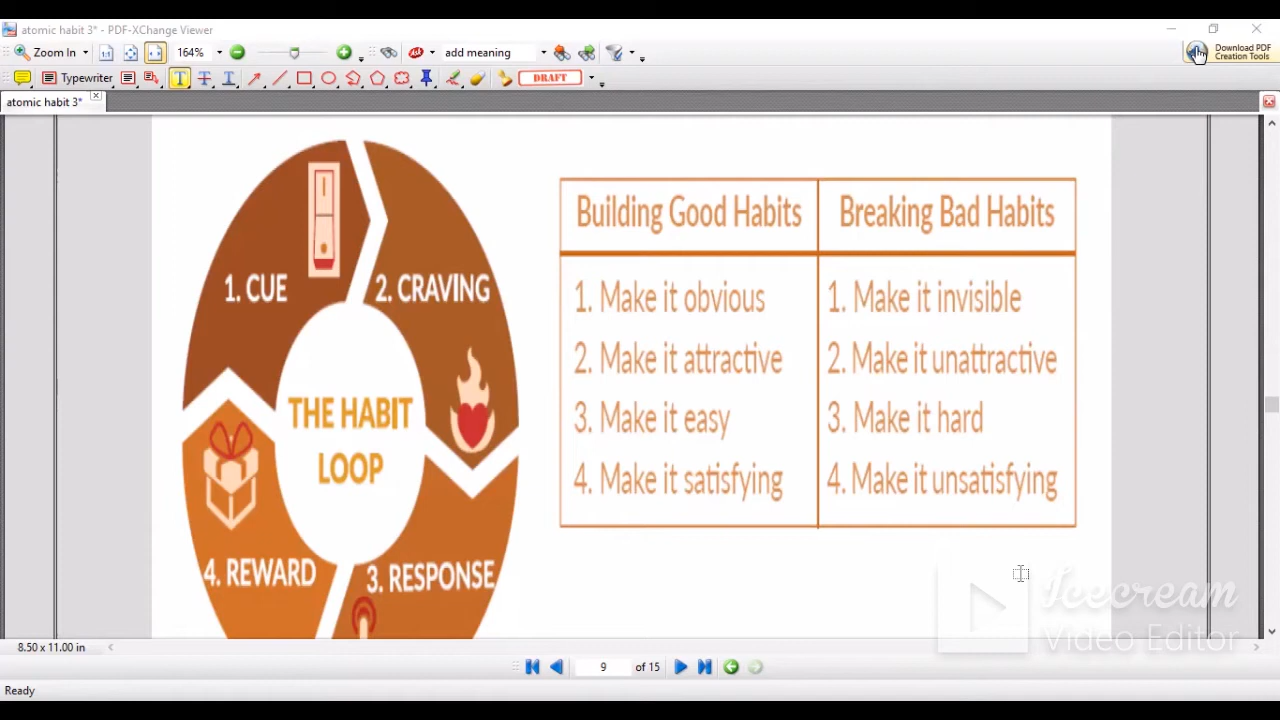 atomic habit 3* - PDF-XChange Viewer
Zoom In
164%
add meaning
Download PDF
Creation Tools
Typewriter
DRAFT
atomic habit 3*
1. CUE
2. CRAVING
THE HABIT
LOOP
4. REWARD
3. RESPONSE
Building Good Habits
Breaking Bad Habits
1. Make it obvious
1. Make it invisible
2. Make it attractive
2. Make it unattractive
3. Make it easy
3. Make it hard
4. Make it satisfying
4. Make it unsatisfying
Icecream
Video Editor
8.50 x 11.00 in
9
of 15
Ready